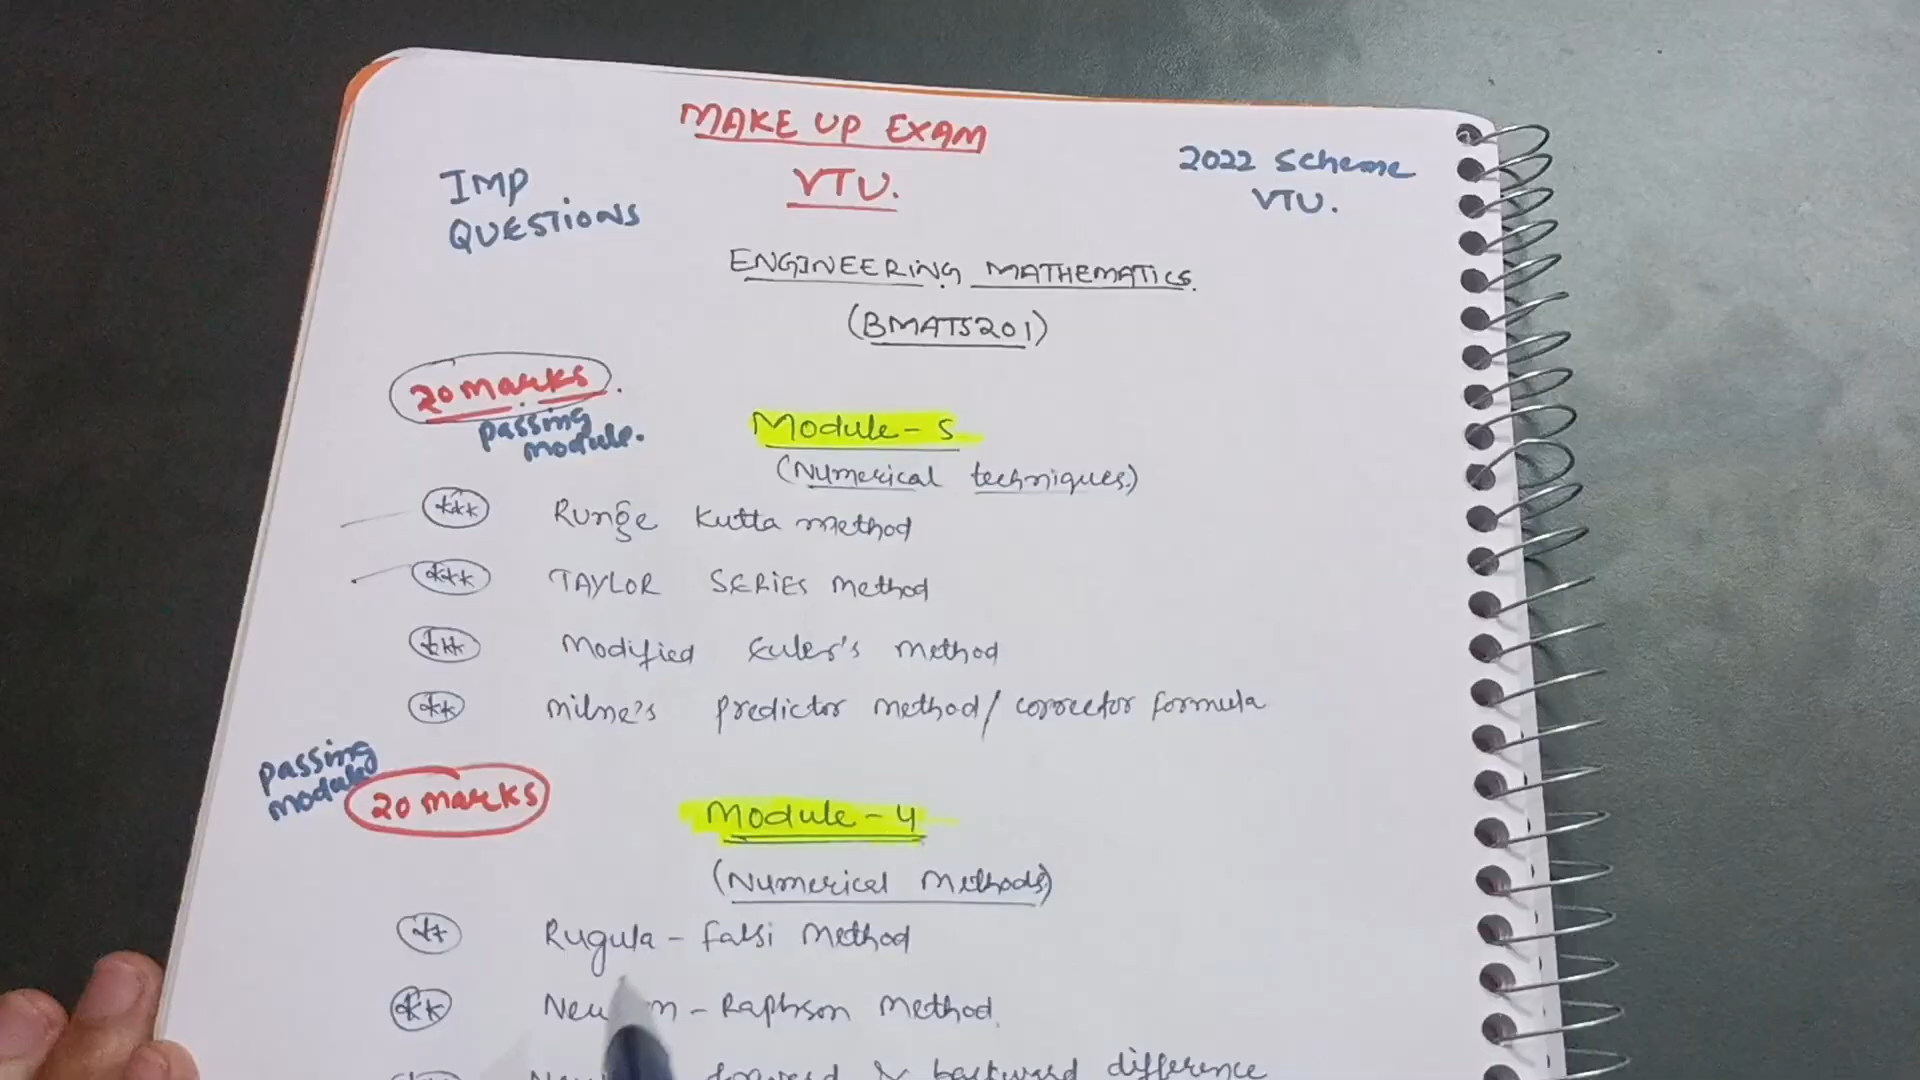 MAKE UP EXAM
VTU.
IMP
QUESTIONS
2022 Scheme
VTU.
ENGINEERING MATHEMATICS.
(BMATS201)
20 marks.
passing
module.
Module - 5
(Numerical techniques)
*** Runge Kutta method
*** TAYLOR SERIES method
*** Modified Euler's method
** milne's predictor method/ corrector formula
passing
module
20 marks
Module - 4
(Numerical Methods)
** Rugula - falsi method
** - Raphson method.
forward & backward difference